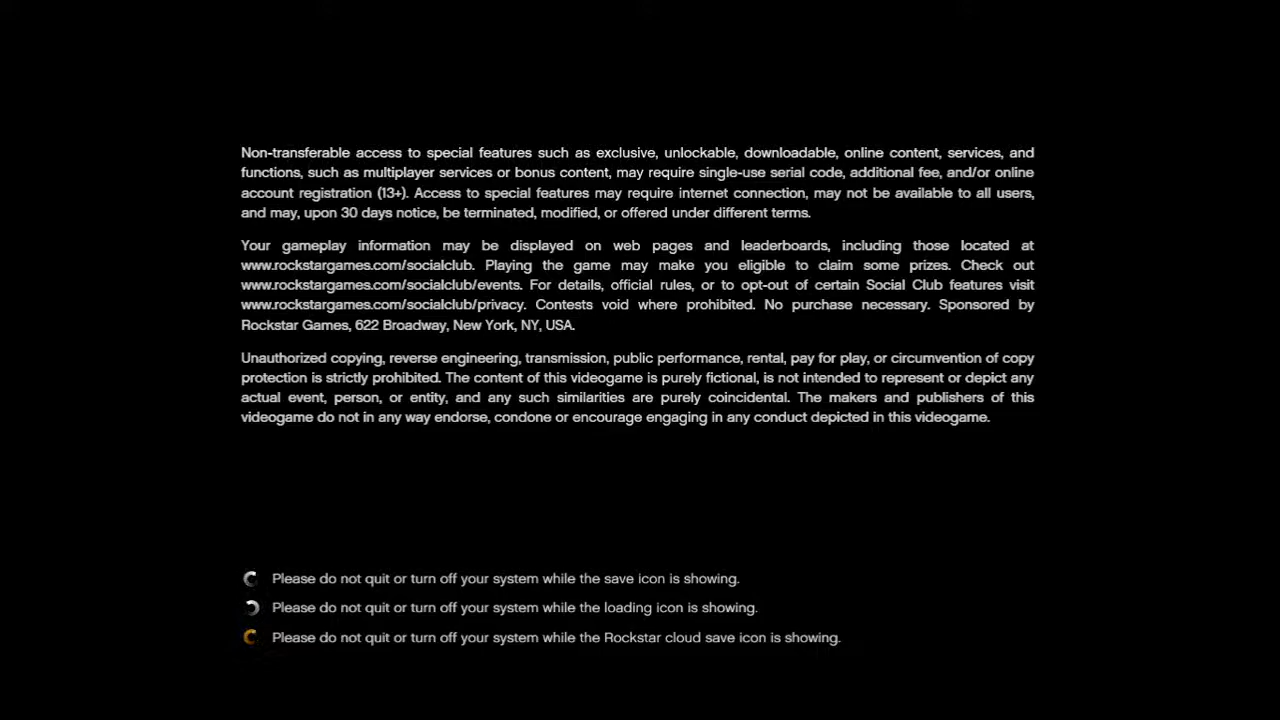 Non-transferable access to special features such as exclusive, unlockable, downloadable, online content, services, and
functions, such as multiplayer services or bonus content, may require single-use serial code, additional fee, and/or online
account registration (13+). Access to special features may require internet connection, may not be available to all users,
and may, upon 30 days notice, be terminated, modified, or offered under different terms.
Your gameplay information may be displayed on web pages and leaderboards, including those located at
www.rockstargames.com/socialclub. Playing the game may make you eligible to claim some prizes. Check out
www.rockstargames.com/socialclub/events. For details, official rules, or to opt-out of certain Social Club features visit
www.rockstargames.com/socialclub/privacy. Contests void where prohibited. No purchase necessary. Sponsored by
Rockstar Games, 622 Broadway, New York, NY, USA.
Unauthorized copying, reverse engineering, transmission, public performance, rental, pay for play, or circumvention of copy
protection is strictly prohibited. The content of this videogame is purely fictional, is not intended to represent or depict any
actual event, person, or entity, and any such similarities are purely coincidental. The makers and publishers of this
videogame do not in any way endorse, condone or encourage engaging in any conduct depicted in this videogame.
Please do not quit or turn off your system while the save icon is showing.
Please do not quit or turn off your system while the loading icon is showing.
Please do not quit or turn off your system while the Rockstar cloud save icon is showing.